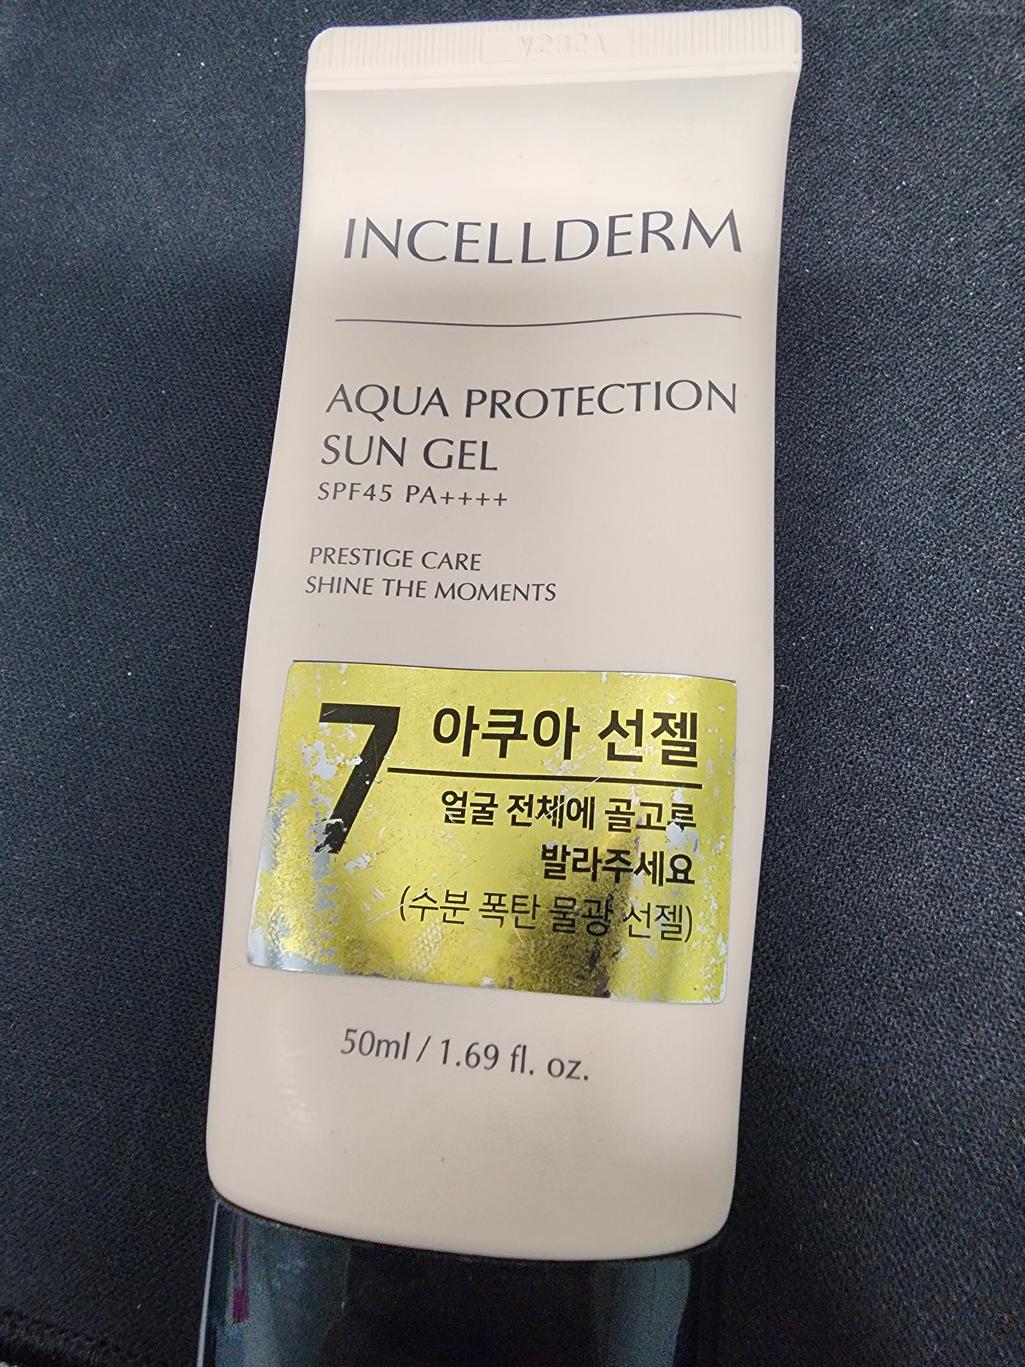 INCELLDERM
AQUA PROTECTION
SUN GEL
SPF45 PA++++
PRESTIGE CARE
SHINE THE MOMENTS
7 아쿠아 선젤
얼굴 전체에 골고루
발라주세요
(수분 폭탄 물광 선젤)
50ml / 1.69 fl. oz.